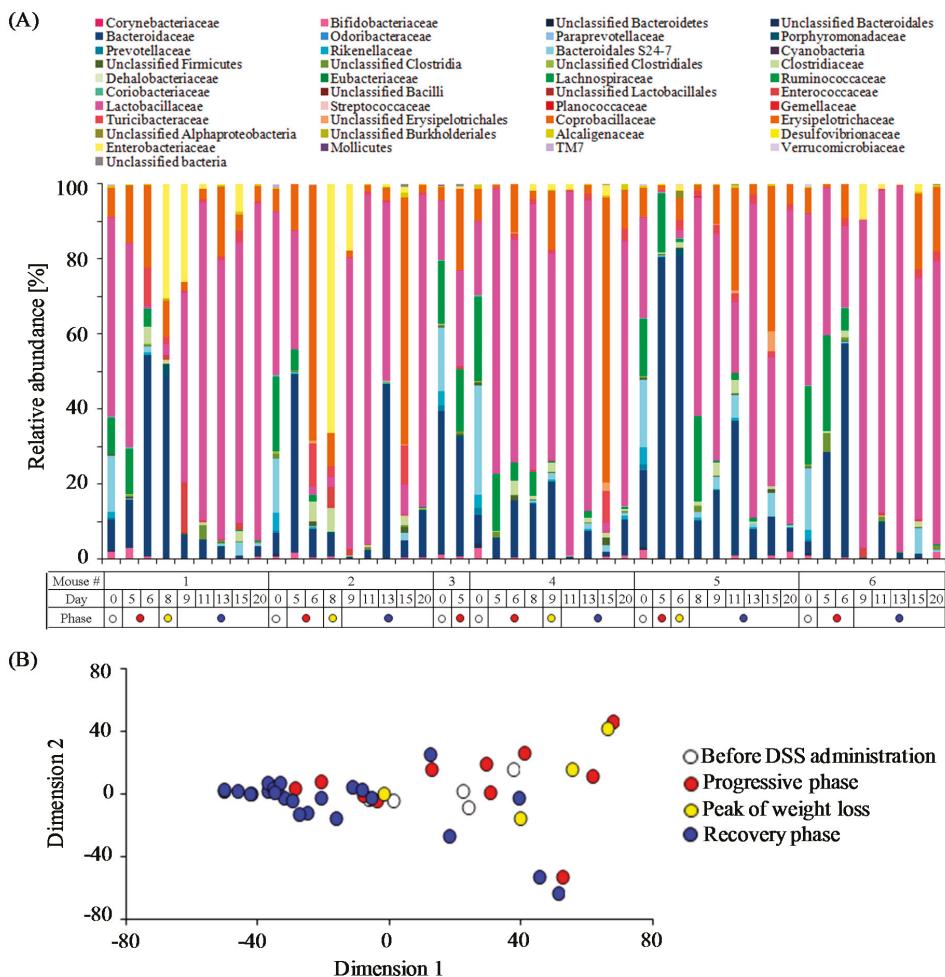 (A)
Corynebacteriaceae Bifidobacteriaceae Unclassified Bacteroidetes Unclassified Bacteroidales
Bacteroidaceae Odoribacteraceae Paraprevotellaceae Porphyromonadaceae
Prevotellaceae Rikenellaceae Bacteroidales S24-7 Cyanobacteria
Unclassified Firmicutes Unclassified Clostridia Unclassified Clostridiales Clostridiaceae
Dehalobacteriaceae Eubacteriaceae Lachnospiraceae Ruminococcaceae
Coriobacteriaceae Unclassified Bacilli Unclassified Lactobacillales Enterococcaceae
Lactobacillaceae Streptococcaceae Planococcaceae Gemellaceae
Turicibacteraceae Unclassified Erysipelotrichales Coprobacillaceae Erysipelotrichaceae
Unclassified Alphaproteobacteria Unclassified Burkholderiales Alcaligenaceae Desulfovibrionaceae
Enterobacteriaceae Mollicutes TM7 Verrucomicrobiaceae
Unclassified bacteria
Relative abundance [%]
100
80
60
40
20
0
Mouse # 1 2 3 4 5 6
Day 0 5 6 8 9 11 13 15 20 0 5 6 8 9 11 13 15 20 0 5 0 5 6 8 9 11 13 15 20 0 5 6 8 9 11 13 15 20 0 5 6 9 11 13 15 20
Phase
(B)
80
40
0
-40
-80
Dimension 2
-80 -40 0 40 80
Dimension 1
Before DSS administration
Progressive phase
Peak of weight loss
Recovery phase